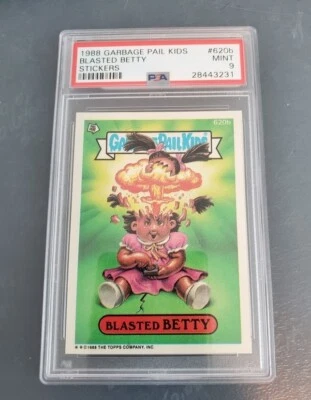 1988 GARBAGE PAIL KIDS #620b
BLASTED BETTY MINT
STICKERS PSA 9
28443231
620b
GARBAGE PAIL KIDS
BLASTED BETTY
©1988 THE TOPPS COMPANY, INC.